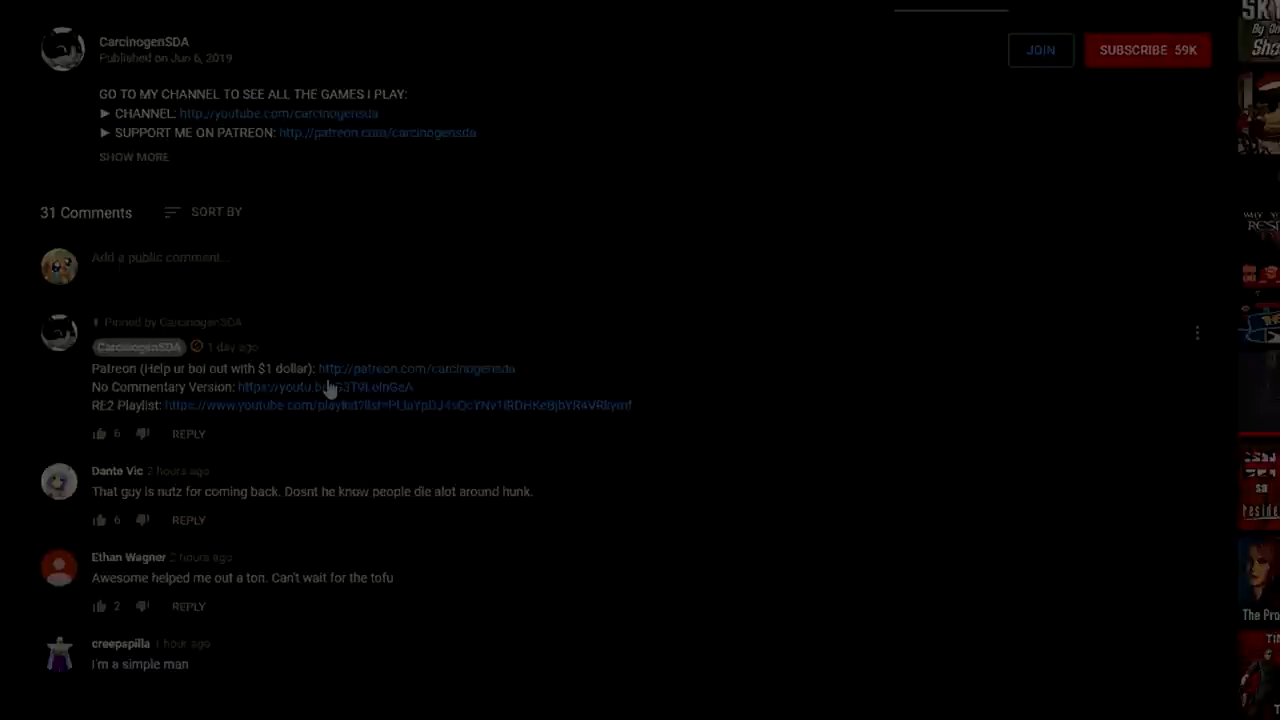 CarcinogenSDA
Published on Jun 6, 2019
JOIN
SUBSCRIBE 59K
GO TO MY CHANNEL TO SEE ALL THE GAMES I PLAY:
► CHANNEL: http://youtube.com/carcinogensda
► SUPPORT ME ON PATREON: http://patreon.com/carcinogensda
SHOW MORE
31 Comments
SORT BY
Add a public comment...
Pinned by CarcinogenSDA
CarcinogenSDA 1 day ago
Patreon (Help ur boi out with $1 dollar): http://patreon.com/carcinogensda
No Commentary Version:
RE2 Playlist:
6
REPLY
Dante Vic 2 hours ago
That guy is nutz for coming back. Dosnt he know people die alot around hunk.
6
REPLY
Ethan Wagner 2 hours ago
Awesome helped me out a ton. Can't wait for the tofu
2
REPLY
creepspilla 1 hour ago
I'm a simple man
The Pro